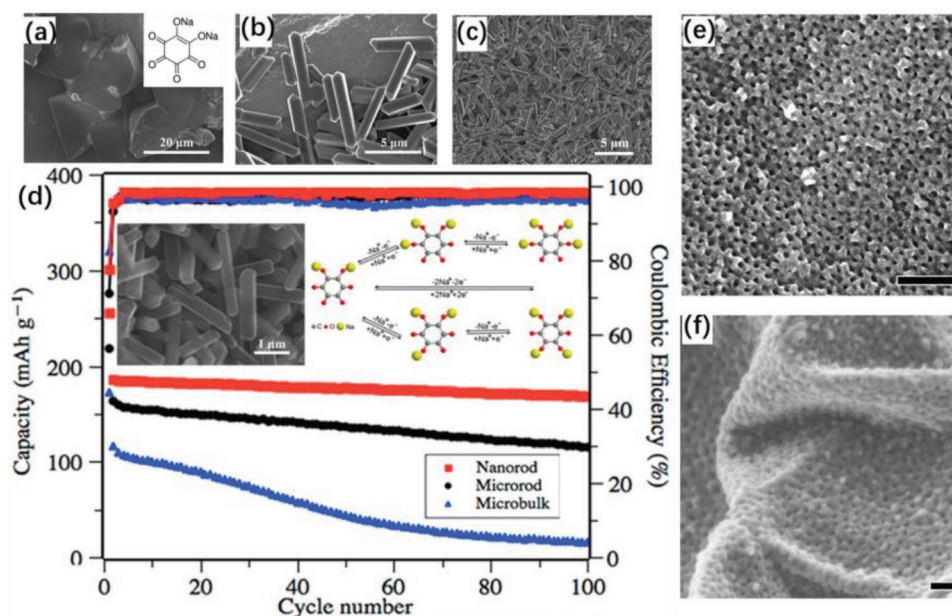 (a)
ONa
ONa
O
O
O
O
20 μm
(b)
5 μm
(c)
5 μm
(e)
(d)
400
300
200
100
0
Capacity (mAh g⁻¹)
100
80
60
40
20
0
Coulombic Efficiency (%)
1 μm
-Na⁺-e⁻
+Na⁺+e⁻
-Na⁺-e⁻
+Na⁺+e⁻
-2Na⁺-2e⁻
+2Na⁺+2e⁻
C O Na
-Na⁺-e⁻
+Na⁺+e⁻
-Na⁺-e⁻
+Na⁺+e⁻
Nanorod
Microrod
Microbulk
0 20 40 60 80 100
Cycle number
(f)